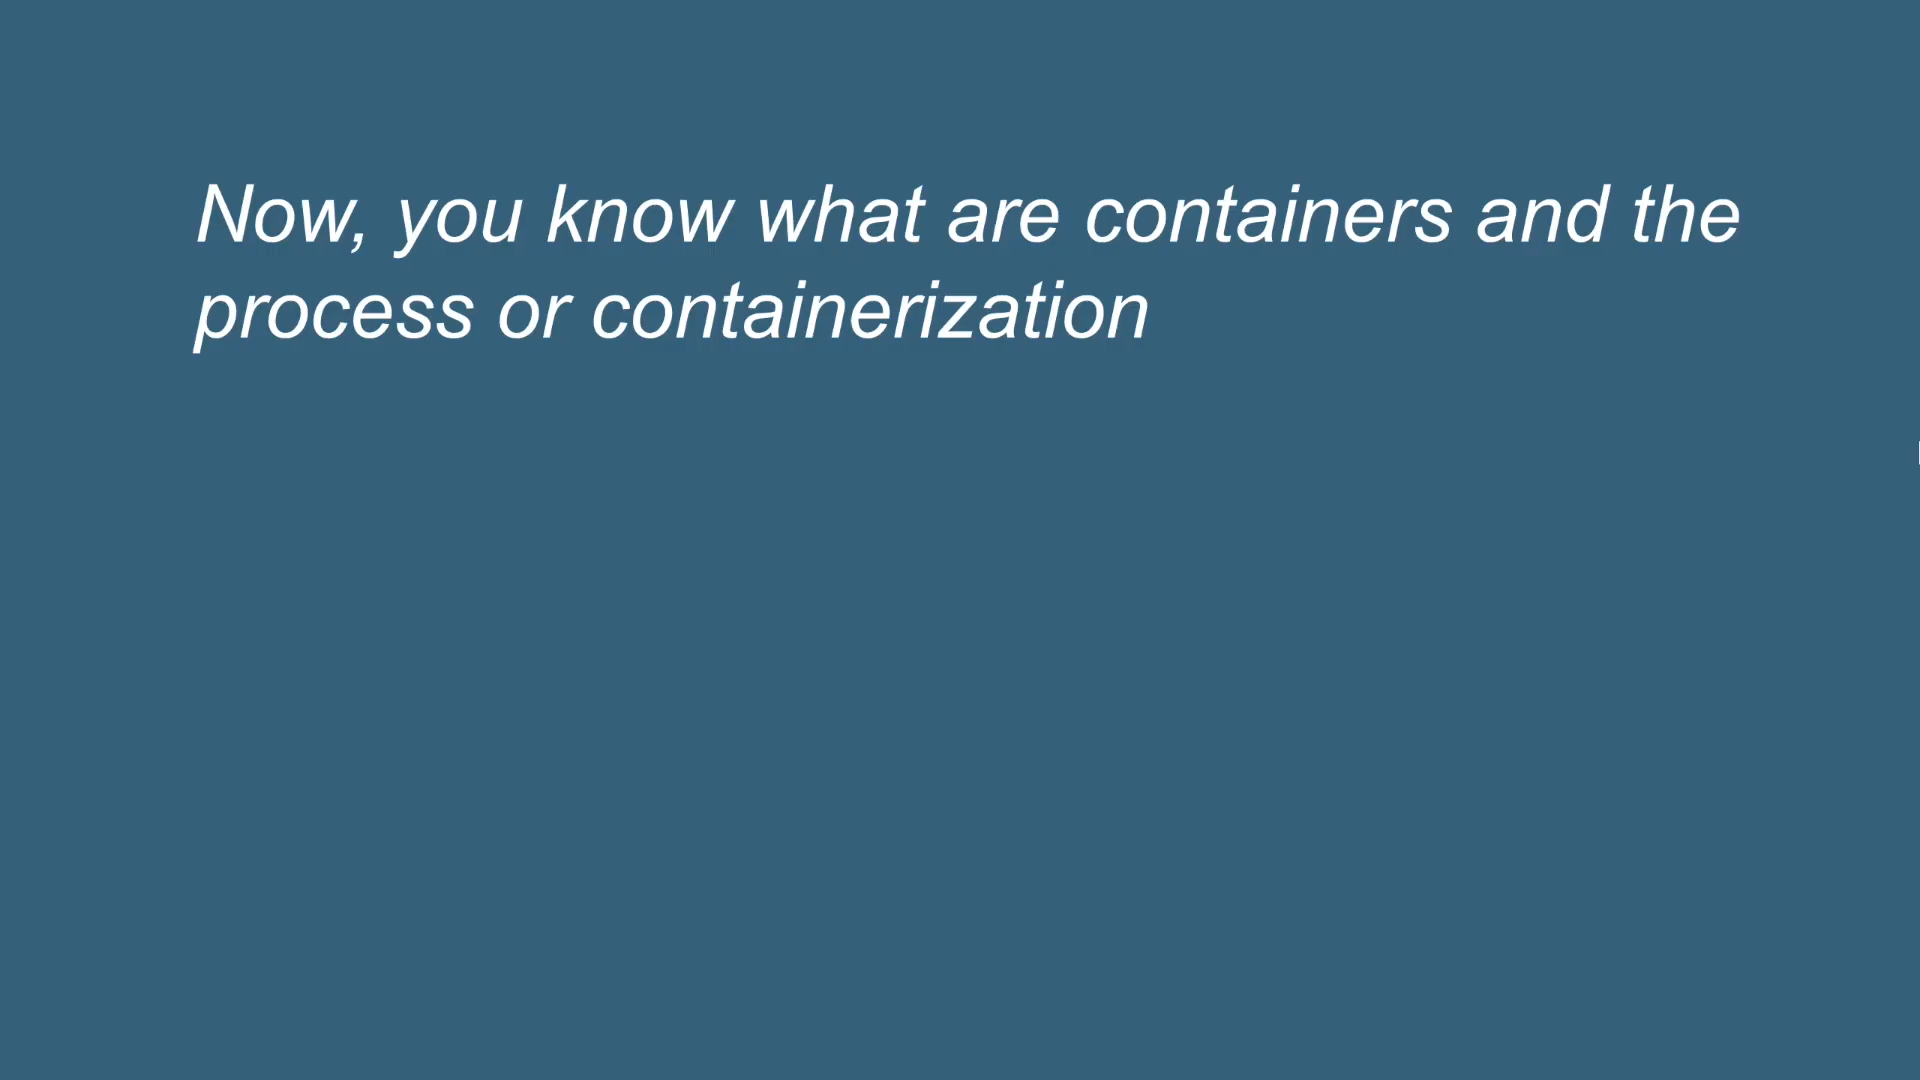 Now, you know what are containers and the
process or containerization